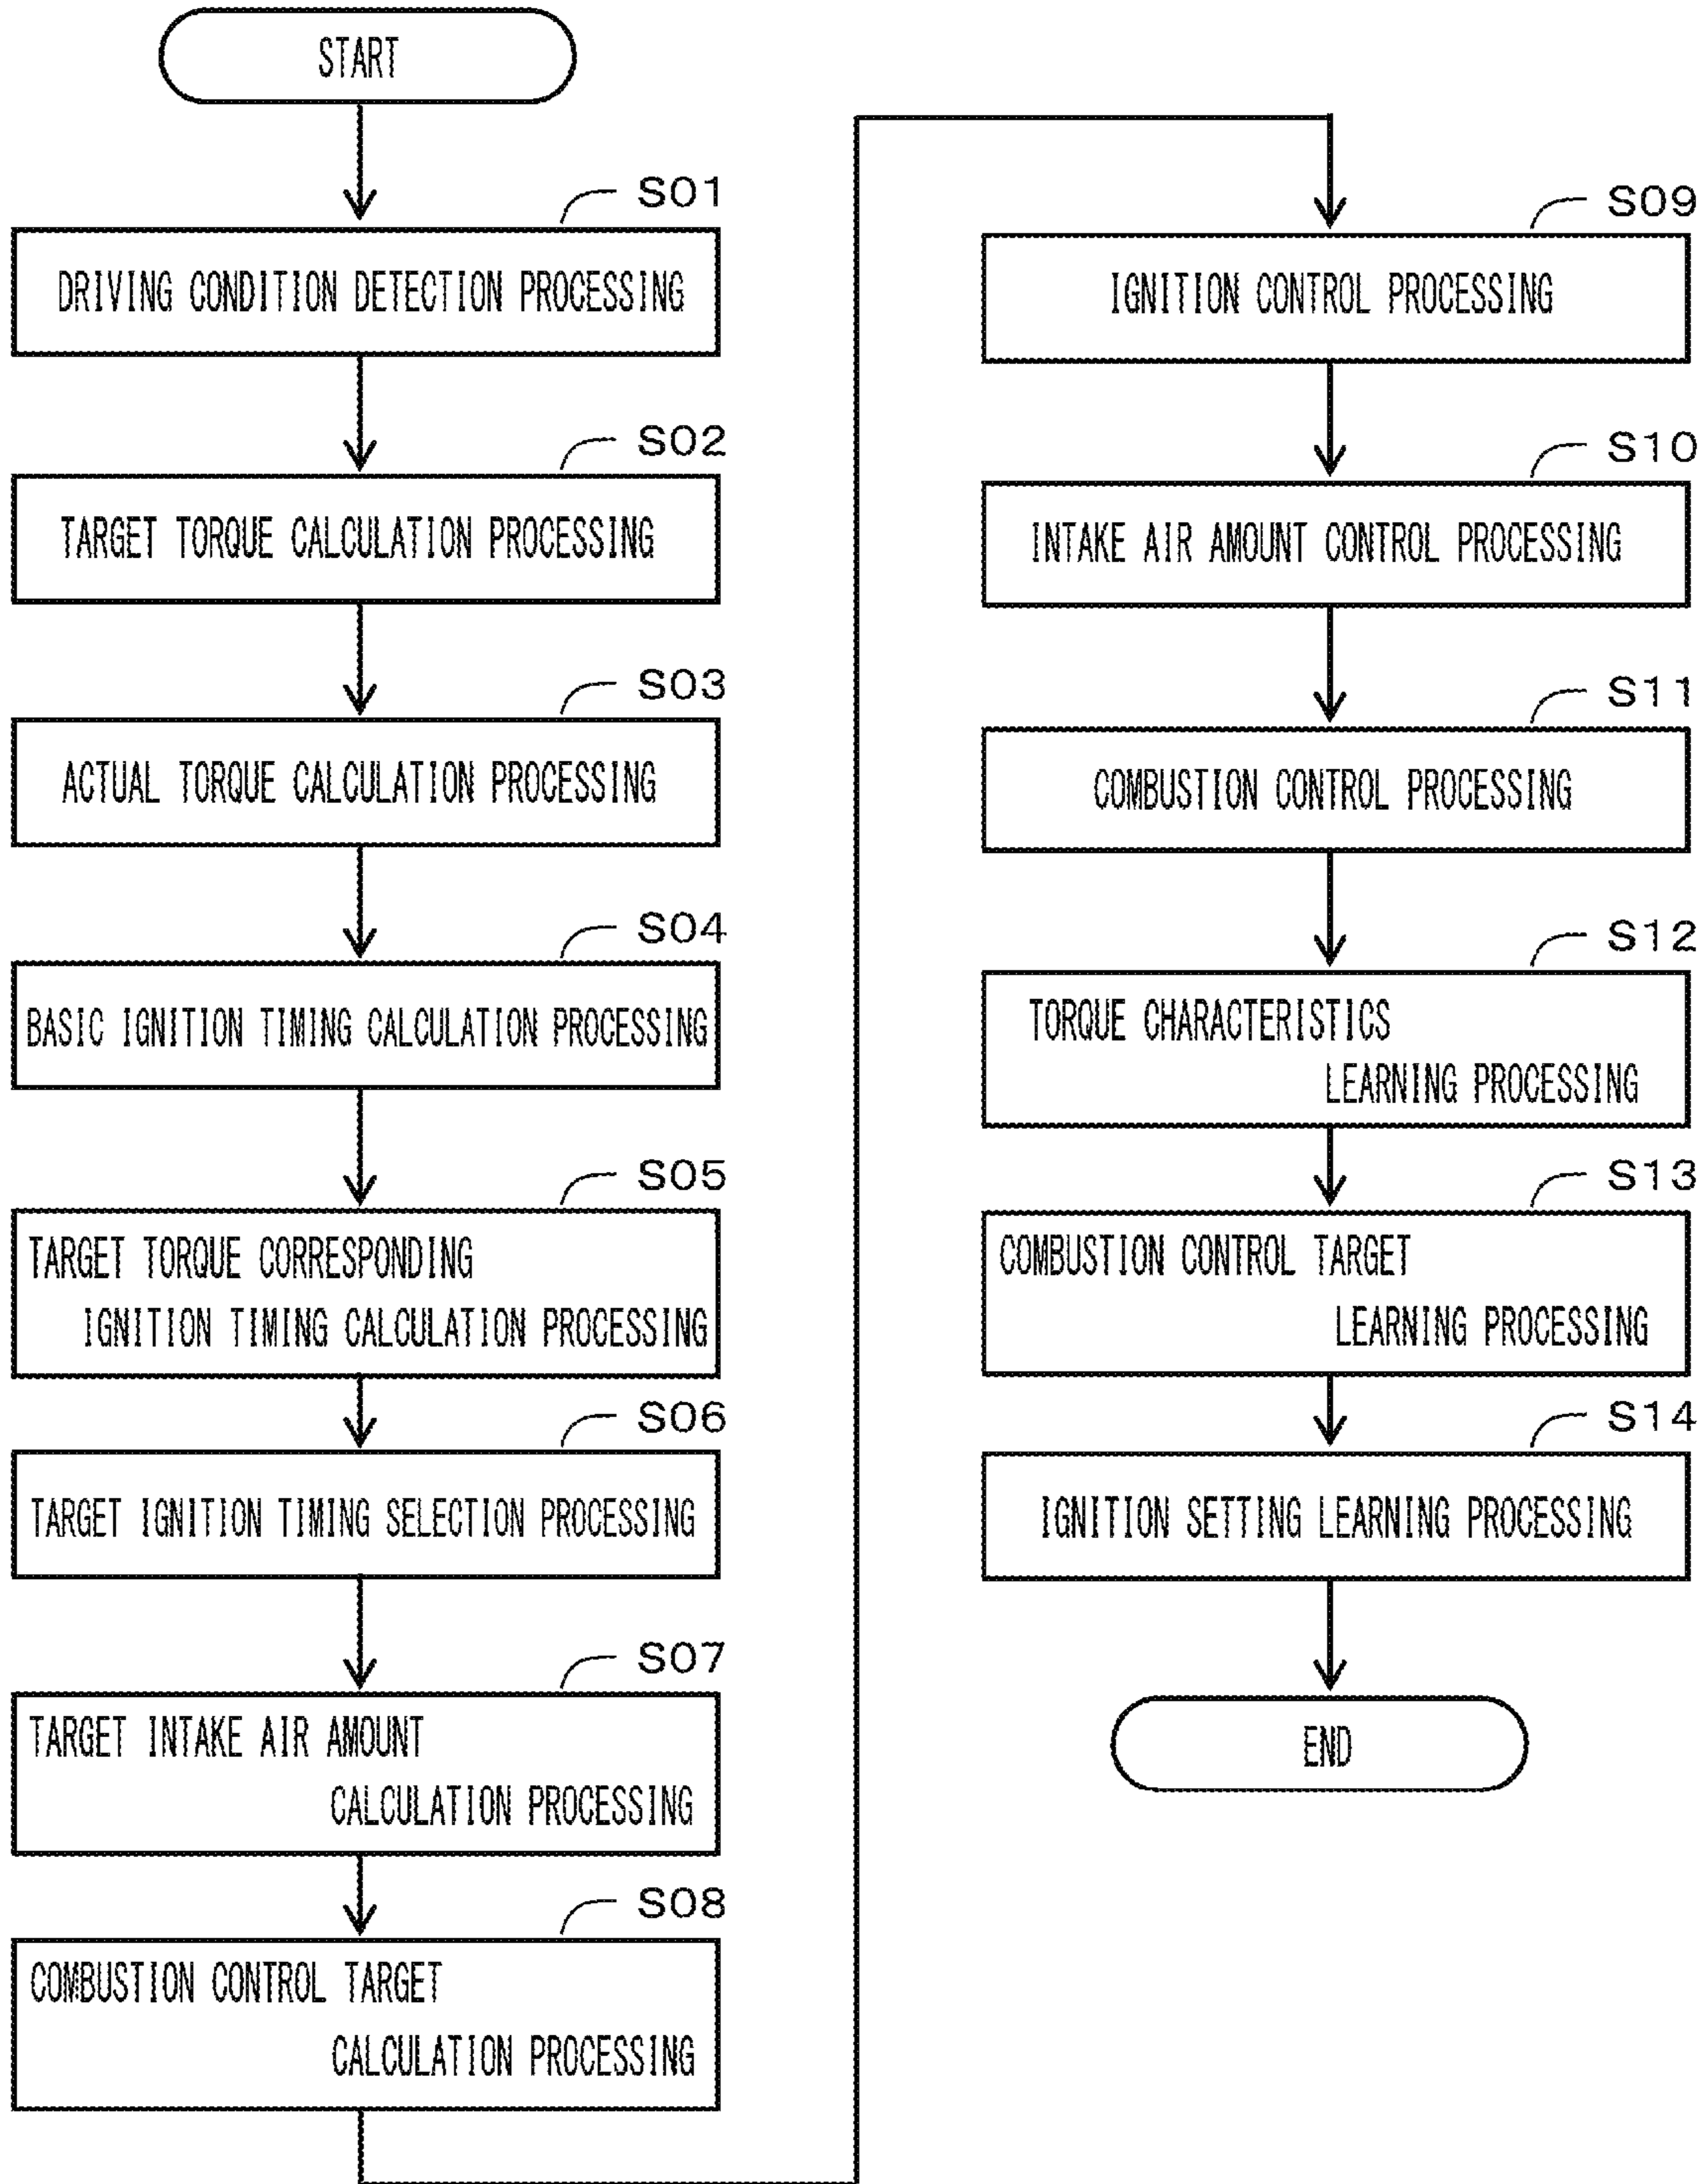 START
S01
DRIVING CONDITION DETECTION PROCESSING
S02
TARGET TORQUE CALCULATION PROCESSING
S03
ACTUAL TORQUE CALCULATION PROCESSING
S04
BASIC IGNITION TIMING CALCULATION PROCESSING
S05
TARGET TORQUE CORRESPONDING
IGNITION TIMING CALCULATION PROCESSING
S06
TARGET IGNITION TIMING SELECTION PROCESSING
S07
TARGET INTAKE AIR AMOUNT
CALCULATION PROCESSING
S08
COMBUSTION CONTROL TARGET
CALCULATION PROCESSING
S09
IGNITION CONTROL PROCESSING
S10
INTAKE AIR AMOUNT CONTROL PROCESSING
S11
COMBUSTION CONTROL PROCESSING
S12
TORQUE CHARACTERISTICS
LEARNING PROCESSING
S13
COMBUSTION CONTROL TARGET
LEARNING PROCESSING
S14
IGNITION SETTING LEARNING PROCESSING
END